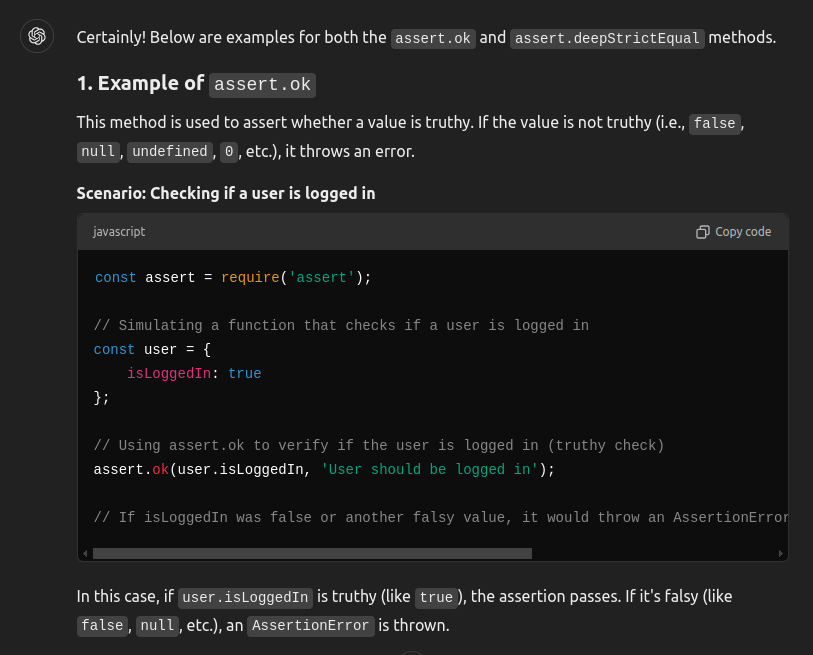 Certainly! Below are examples for both the assert.ok and assert.deepStrictEqual methods.
1. Example of assert.ok
This method is used to assert whether a value is truthy. If the value is not truthy (i.e., false,
null, undefined, 0, etc.), it throws an error.
Scenario: Checking if a user is logged in
javascript
Copy code
const assert = require('assert');
// Simulating a function that checks if a user is logged in
const user = {
    isLoggedIn: true
};
// Using assert.ok to verify if the user is logged in (truthy check)
assert.ok(user.isLoggedIn, 'User should be logged in');
// If isLoggedIn was false or another falsy value, it would throw an AssertionError
In this case, if user.isLoggedIn is truthy (like true), the assertion passes. If it's falsy (like
false, null, etc.), an AssertionError is thrown.